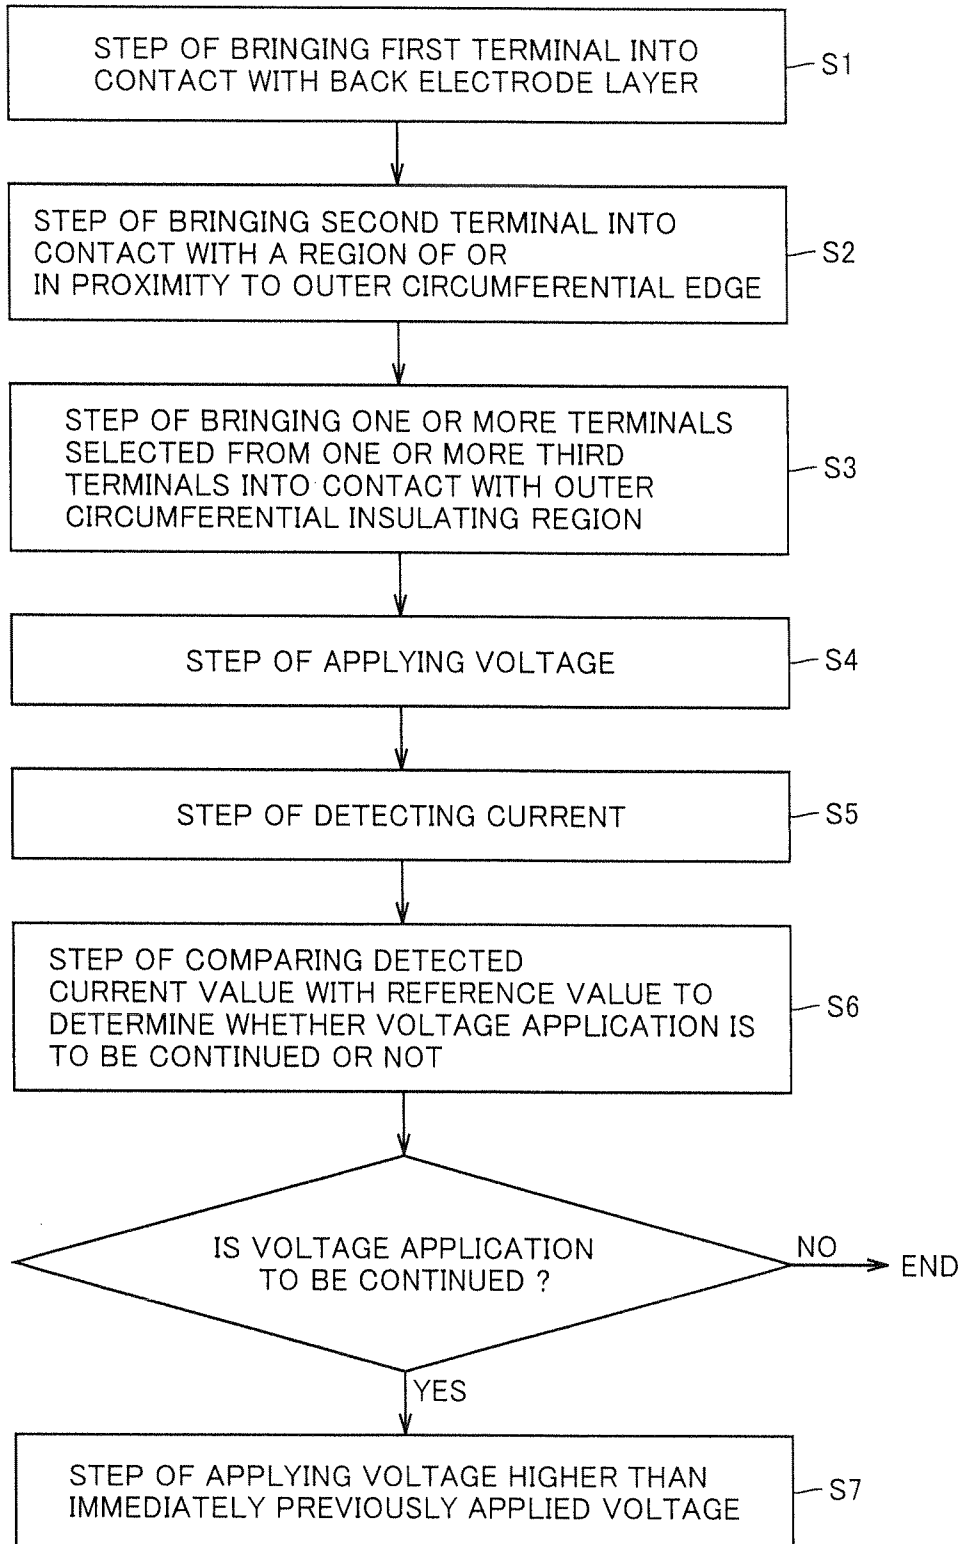 STEP OF BRINGING FIRST TERMINAL INTO
CONTACT WITH BACK ELECTRODE LAYER
S1
STEP OF BRINGING SECOND TERMINAL INTO
CONTACT WITH A REGION OF OR
IN PROXIMITY TO OUTER CIRCUMFERENTIAL EDGE
S2
STEP OF BRINGING ONE OR MORE TERMINALS
SELECTED FROM ONE OR MORE THIRD
TERMINALS INTO CONTACT WITH OUTER
CIRCUMFERENTIAL INSULATING REGION
S3
STEP OF APPLYING VOLTAGE
S4
STEP OF DETECTING CURRENT
S5
STEP OF COMPARING DETECTED
CURRENT VALUE WITH REFERENCE VALUE TO
DETERMINE WHETHER VOLTAGE APPLICATION IS
TO BE CONTINUED OR NOT
S6
IS VOLTAGE APPLICATION
TO BE CONTINUED ?
NO
END
YES
STEP OF APPLYING VOLTAGE HIGHER THAN
IMMEDIATELY PREVIOUSLY APPLIED VOLTAGE
S7